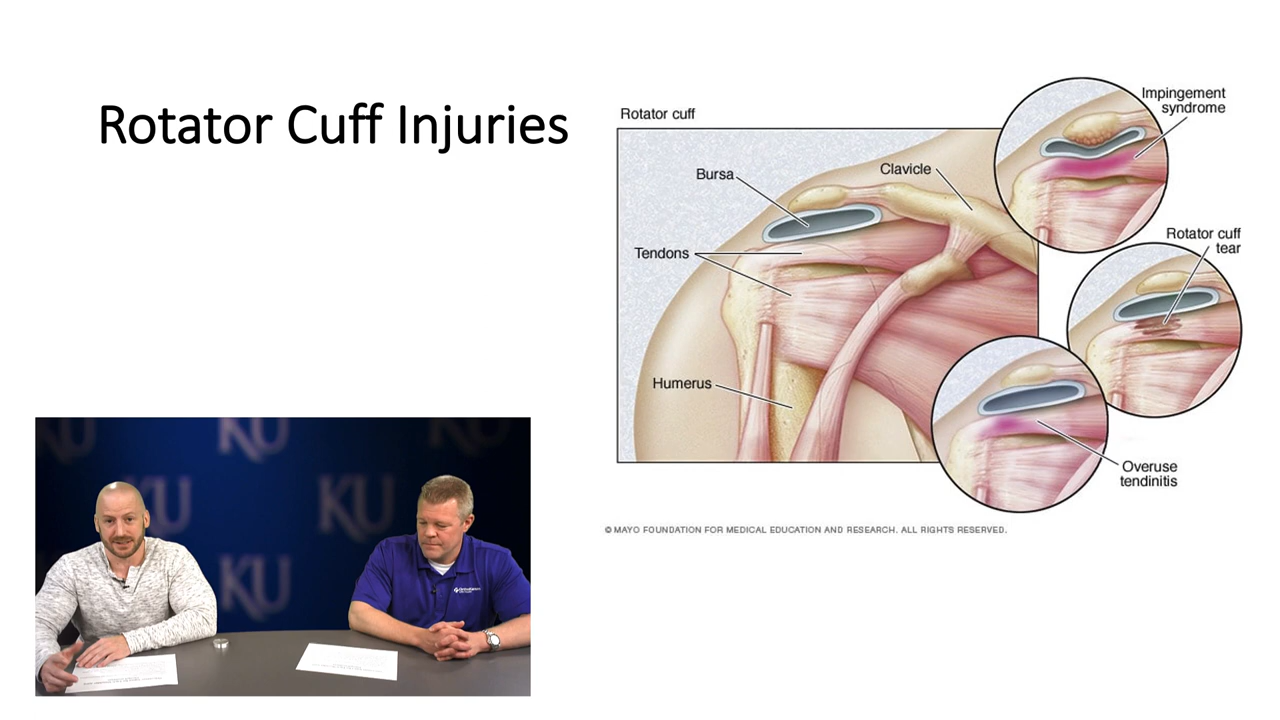 Rotator Cuff Injuries
Rotator cuff
Bursa
Clavicle
Tendons
Humerus
Impingement
syndrome
Rotator cuff
tear
Overuse
tendinitis
© MAYO FOUNDATION FOR MEDICAL EDUCATION AND RESEARCH. ALL RIGHTS RESERVED.
KU
KU
KU
KU
KU